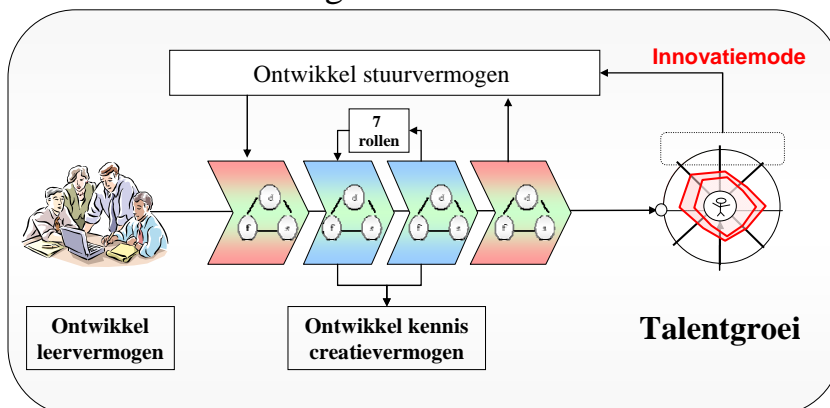 Innovatiemode
Ontwikkel stuurvermogen
7
rollen
d
f
s
d
f
s
d
f
s
d
f
s
Ontwikkel
leervermogen
Ontwikkel kennis
creatievermogen
Talentgroei